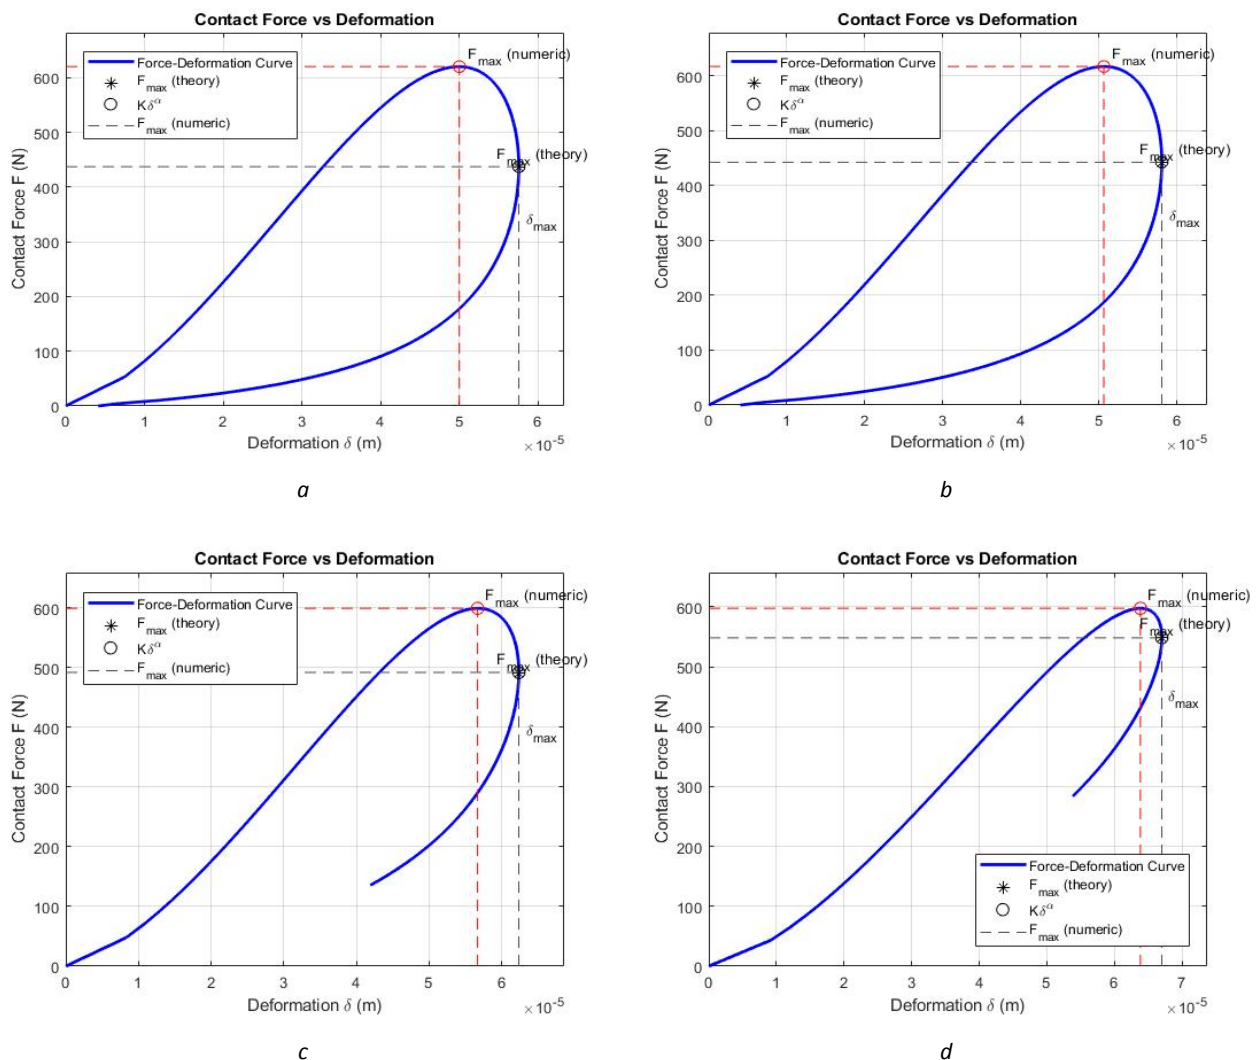 Contact Force vs Deformation
F_max (numeric)
Force-Deformation Curve
F_max (theory)
Kδ^α
F_max (numeric)
F_max (theory)
δ_max
Contact Force F (N)
600
500
400
300
200
100
0
0 1 2 3 4 5 6
×10^-5
Deformation δ (m)
a
Contact Force vs Deformation
F_max (numeric)
Force-Deformation Curve
F_max (theory)
Kδ^α
F_max (numeric)
F_max (theory)
δ_max
Contact Force F (N)
600
500
400
300
200
100
0
0 1 2 3 4 5 6
×10^-5
Deformation δ (m)
b
Contact Force vs Deformation
F_max (numeric)
Force-Deformation Curve
F_max (theory)
Kδ^α
F_max (numeric)
F_max (theory)
δ_max
Contact Force F (N)
600
500
400
300
200
100
0
0 1 2 3 4 5 6
×10^-5
Deformation δ (m)
c
Contact Force vs Deformation
F_max (numeric)
F_max (theory)
δ_max
Force-Deformation Curve
F_max (theory)
Kδ^α
F_max (numeric)
Contact Force F (N)
600
500
400
300
200
100
0
0 1 2 3 4 5 6 7
×10^-5
Deformation δ (m)
d